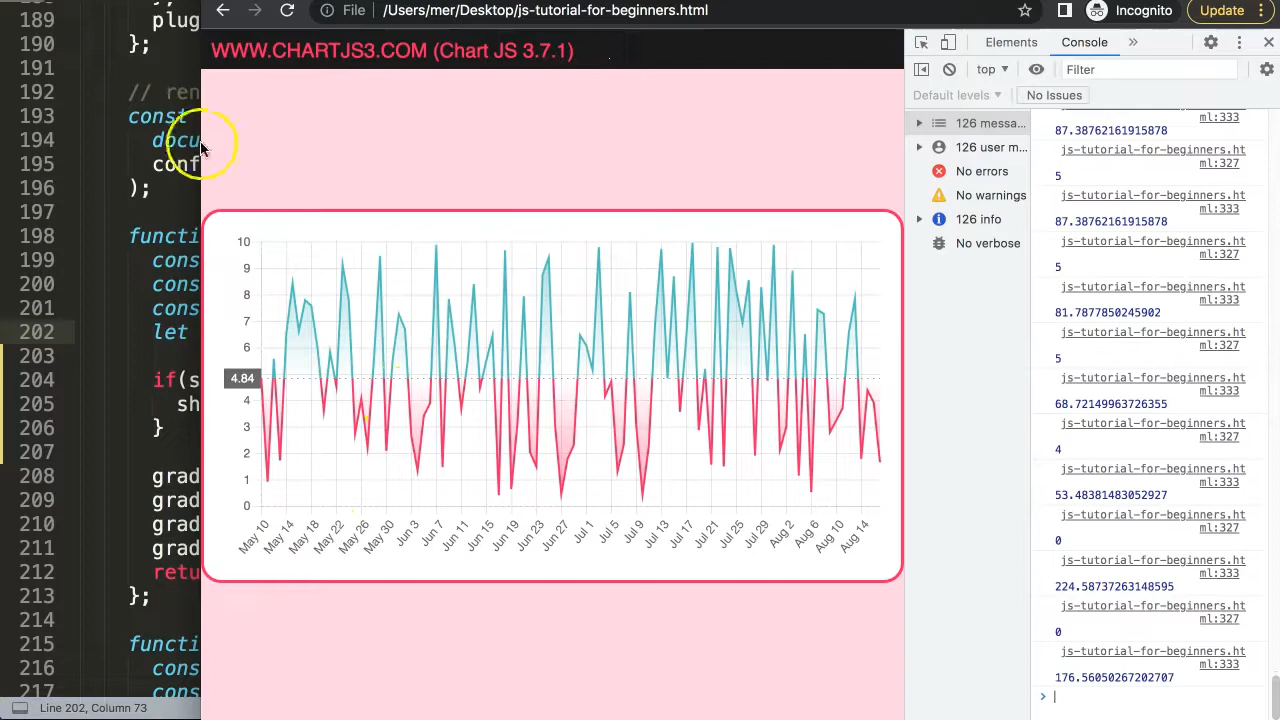 189
190
191
192
193
194
195
196
197
198
199
200
201
202
203
204
205
206
207
208
209
210
211
212
213
214
215
216
217
plug
};
// ren
const
docu
conf
);
functi
cons
cons
cons
let
if(s
sh
}
grad
grad
grad
grad
retu
};
functi
cons
cons
Line 202, Column 73
File /Users/mer/Desktop/js-tutorial-for-beginners.html
Incognito
Update
WWW.CHARTJS3.COM (Chart JS 3.7.1)
10
9
8
7
6
4.84
4
3
2
1
0
May 10
May 14
May 18
May 22
May 26
May 30
Jun 3
Jun 7
Jun 11
Jun 15
Jun 19
Jun 23
Jun 27
Jul 1
Jul 5
Jul 9
Jul 13
Jul 17
Jul 21
Jul 25
Jul 29
Aug 2
Aug 6
Aug 10
Aug 14
Elements Console »
top ▼ Filter
Default levels ▼ No Issues
126 messa...
126 user m...
No errors
No warnings
126 info
No verbose
ml:333
87.38762161915878
js-tutorial-for-beginners.ht
ml:327
5
js-tutorial-for-beginners.ht
ml:333
87.38762161915878
js-tutorial-for-beginners.ht
ml:327
5
js-tutorial-for-beginners.ht
ml:333
81.7877850245902
js-tutorial-for-beginners.ht
ml:327
5
js-tutorial-for-beginners.ht
ml:333
68.72149963726355
js-tutorial-for-beginners.ht
ml:327
4
js-tutorial-for-beginners.ht
ml:333
53.48381483052927
js-tutorial-for-beginners.ht
ml:327
0
js-tutorial-for-beginners.ht
ml:333
224.58737263148595
js-tutorial-for-beginners.ht
ml:327
0
js-tutorial-for-beginners.ht
ml:333
176.56050267202707
>